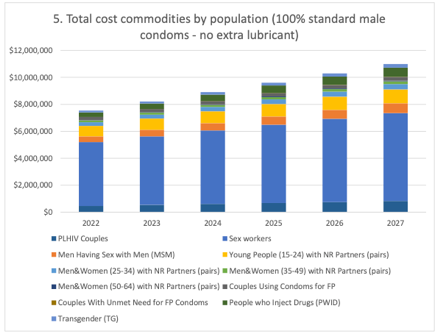 5. Total cost commodities by population (100% standard male
condoms - no extra lubricant)
$12,000,000
$10,000,000
$8,000,000
$6,000,000
$4,000,000
$2,000,000
$0
2022 2023 2024 2025 2026 2027
PLHIV Couples Sex workers
Men Having Sex with Men (MSM) Young People (15-24) with NR Partners (pairs)
Men&Women (25-34) with NR Partners (pairs) Men&Women (35-49) with NR Partners (pairs)
Men&Women (50-64) with NR Partners (pairs) Couples Using Condoms for FP
Couples With Unmet Need for FP Condoms People who Inject Drugs (PWID)
Transgender (TG)